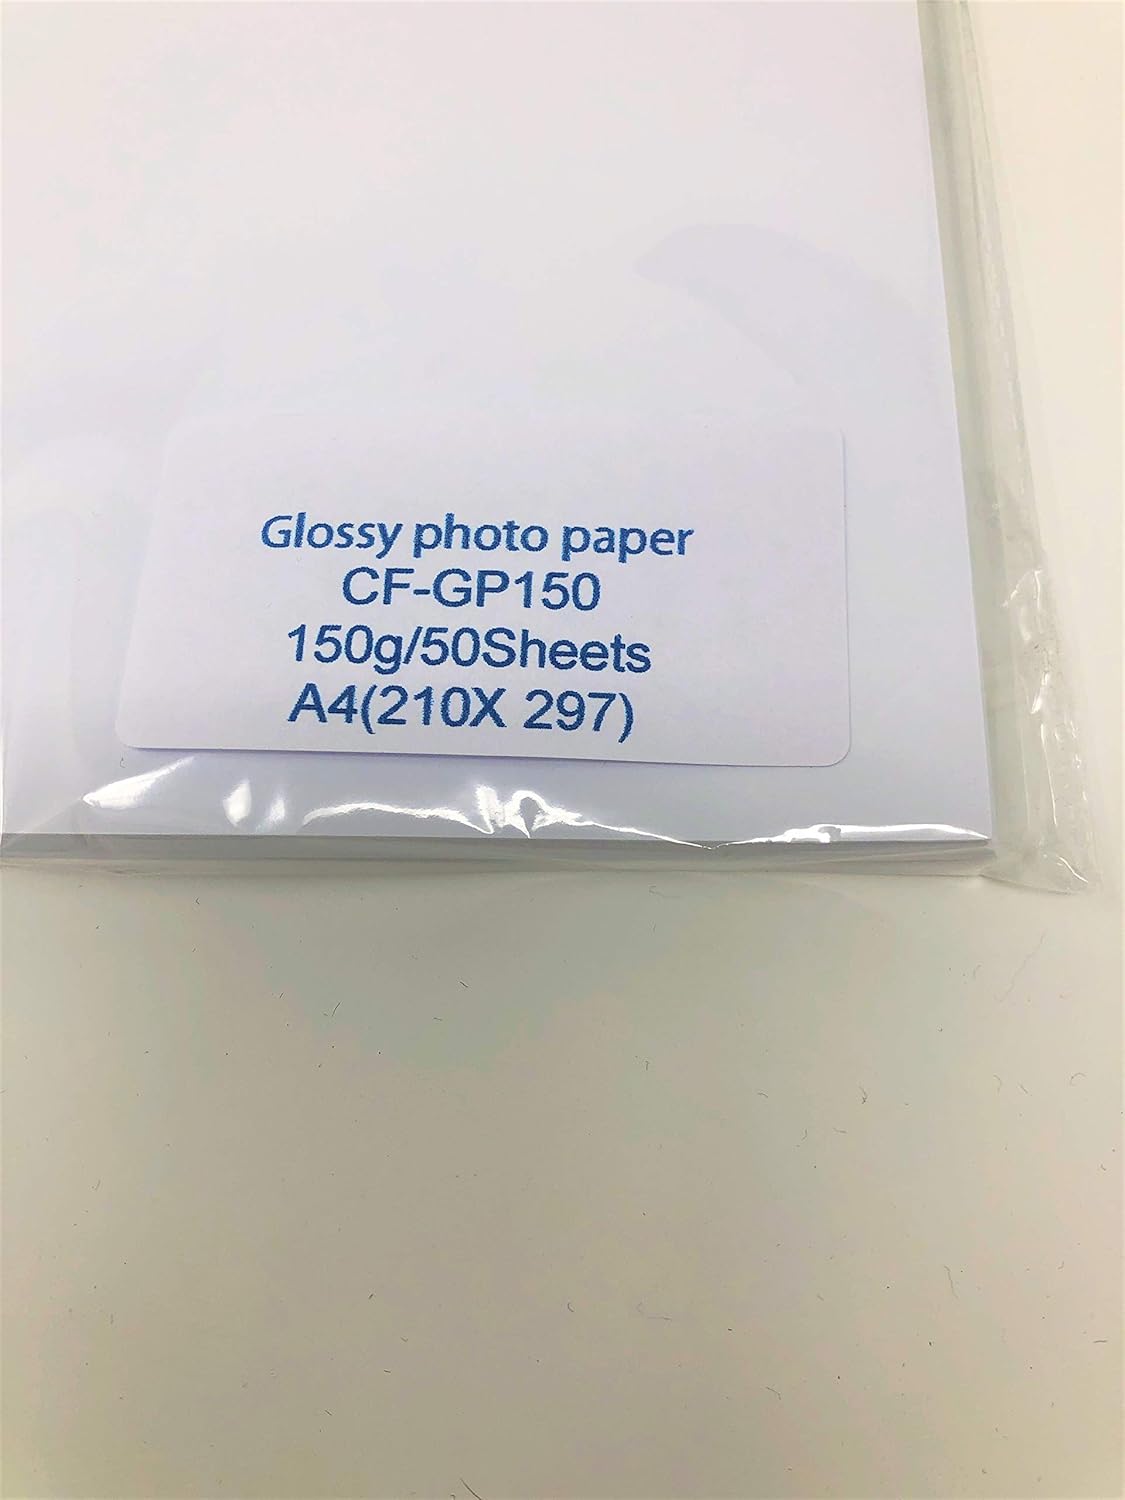 Glossy photo paper
CF-GP150
150g/50Sheets
A4(210X 297)